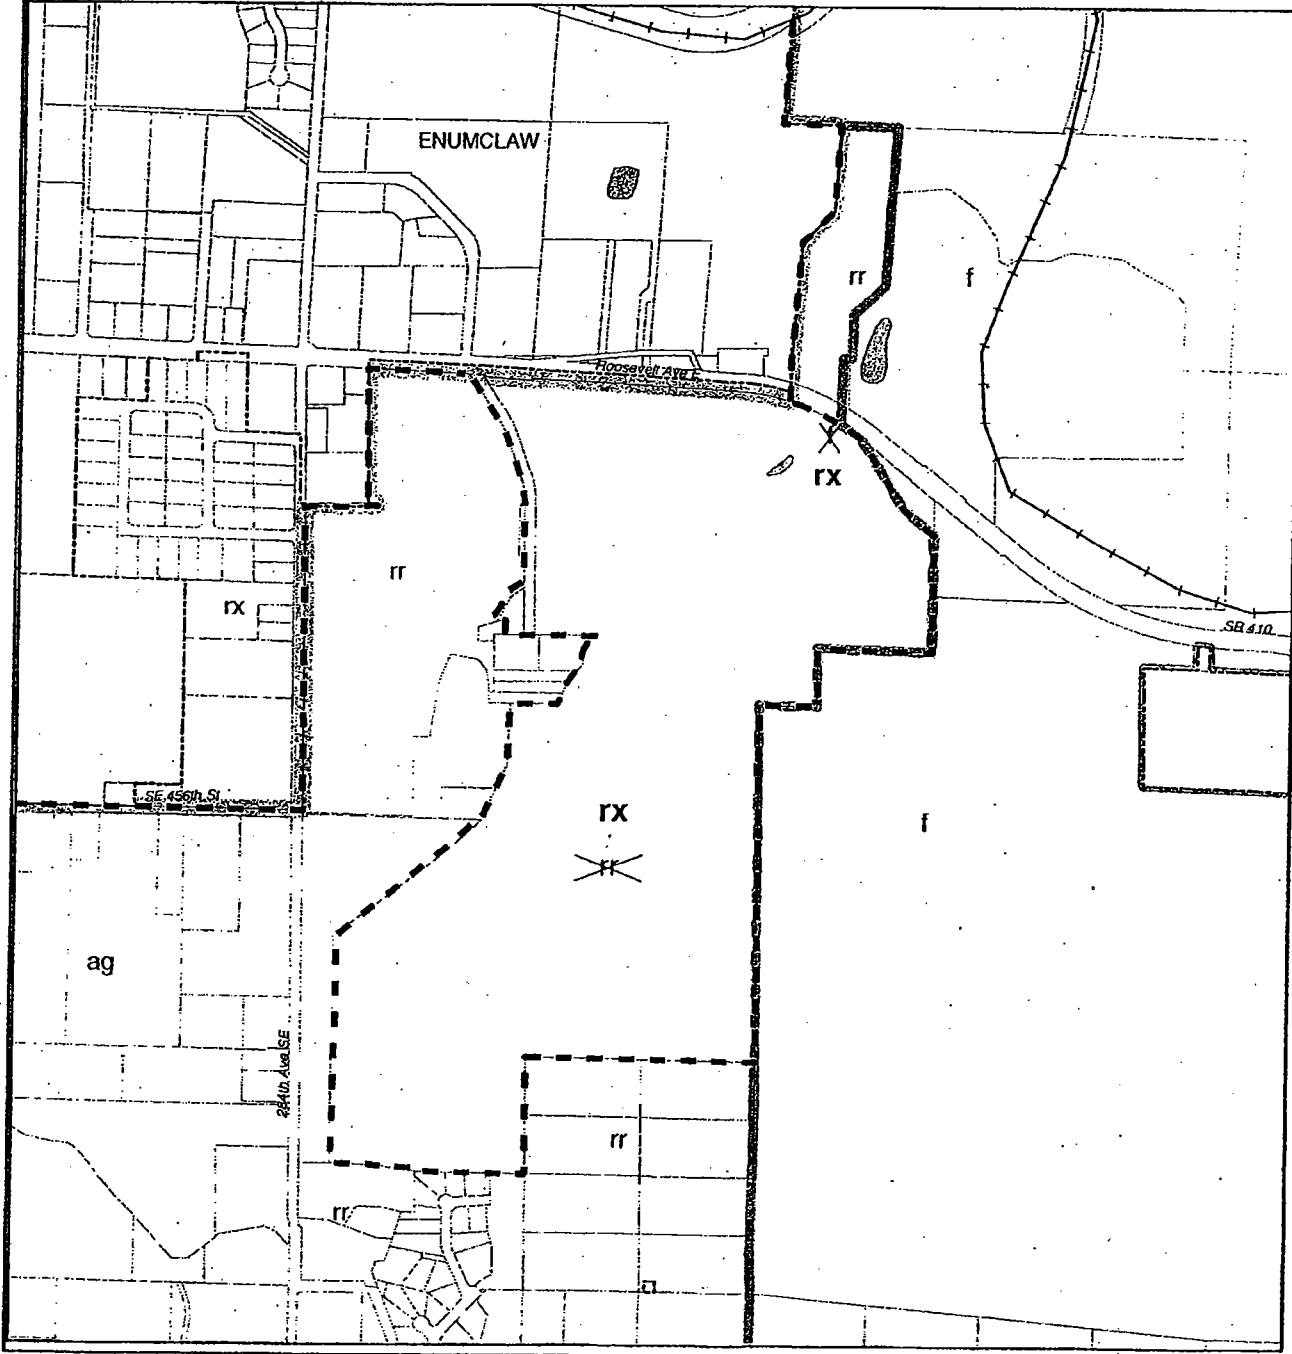 ENUMCLAW
rr
f
Roosevelt Ave E
rx
rr
rx
SR 410
SE 456th St
rx
f
rr
ag
284th Ave SE
rr
rr